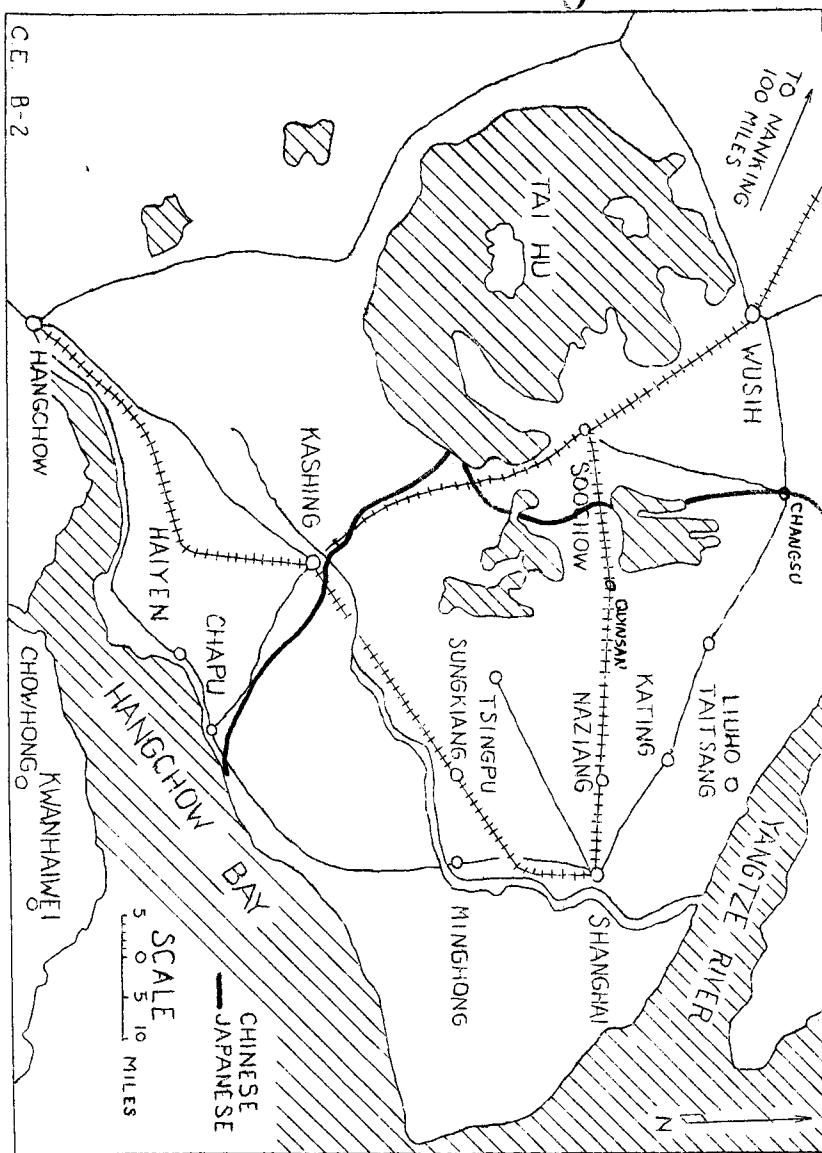 TO NANKING
100 MILES
WUSIH
CHANGSU
TAI HU
SOOCHOW
QUINSAN
LIUHO
TAITSANG
KATING
NAZIANG
YANGTZE RIVER
SHANGHAI
TSINGPU
SUNGKIANG
MINGHONG
KASHING
HANGCHOW
HAIYEN
CHAPU
HANGCHOW BAY
CHOWHONG
KWANHAIWEI
SCALE
5 0 5 10
MILES
CHINESE
JAPANESE
N
C.E. B-2